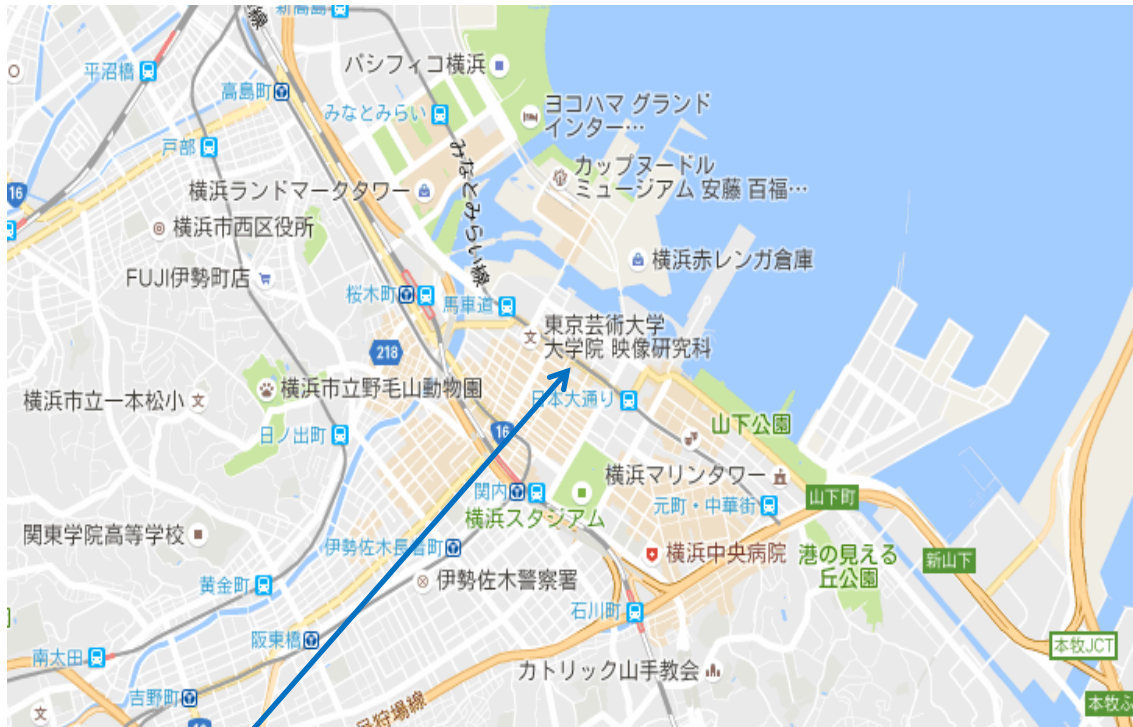 新高島
線
平沼橋
パシフィコ横浜
高島町
みなとみらい
ヨコハマ グランド
インター…
戸部
みなとみらい線
カップヌードル
ミュージアム 安藤 百福…
16
横浜ランドマークタワー
横浜市西区役所
横浜赤レンガ倉庫
FUJI伊勢町店
桜木町
馬車道
東京芸術大学
大学院 映像研究科
218
横浜市立野毛山動物園
横浜市立一本松小
日本大通り
山下公園
日ノ出町
16
横浜マリンタワー
関内
元町・中華街
山下町
横浜スタジアム
関東学院高等学校
伊勢佐木長者町
横浜中央病院
港の見える
丘公園
新山下
黄金町
伊勢佐木警察署
石川町
阪東橋
本牧JCT
南太田
カトリック山手教会
吉野町
狩場線
本牧ふ